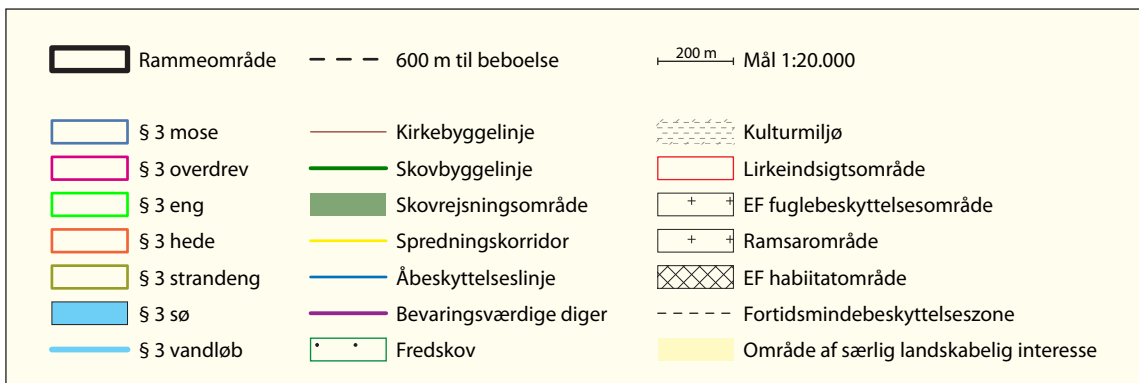 Rammeområde
600 m til beboelse
200 m
Mål 1:20.000
§ 3 mose
§ 3 overdrev
§ 3 eng
§ 3 hede
§ 3 strandeng
§ 3 sø
§ 3 vandløb
Kirkebyggelinje
Skovbyggelinje
Skovrejsningsområde
Spredningskorridor
Åbeskyttelseslinje
Bevaringsværdige diger
Fredskov
Kulturmiljø
Lirkeindsigtsområde
EF fuglebeskyttelsesområde
Ramsarområde
EF habiitatområde
Fortidsmindebeskyttelseszone
Område af særlig landskabelig interesse